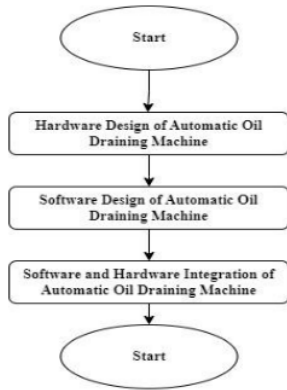 Start
Hardware Design of Automatic Oil
Draining Machine
Software Design of Automatic Oil
Draining Machine
Software and Hardware Integration of
Automatic Oil Draining Machine
Start